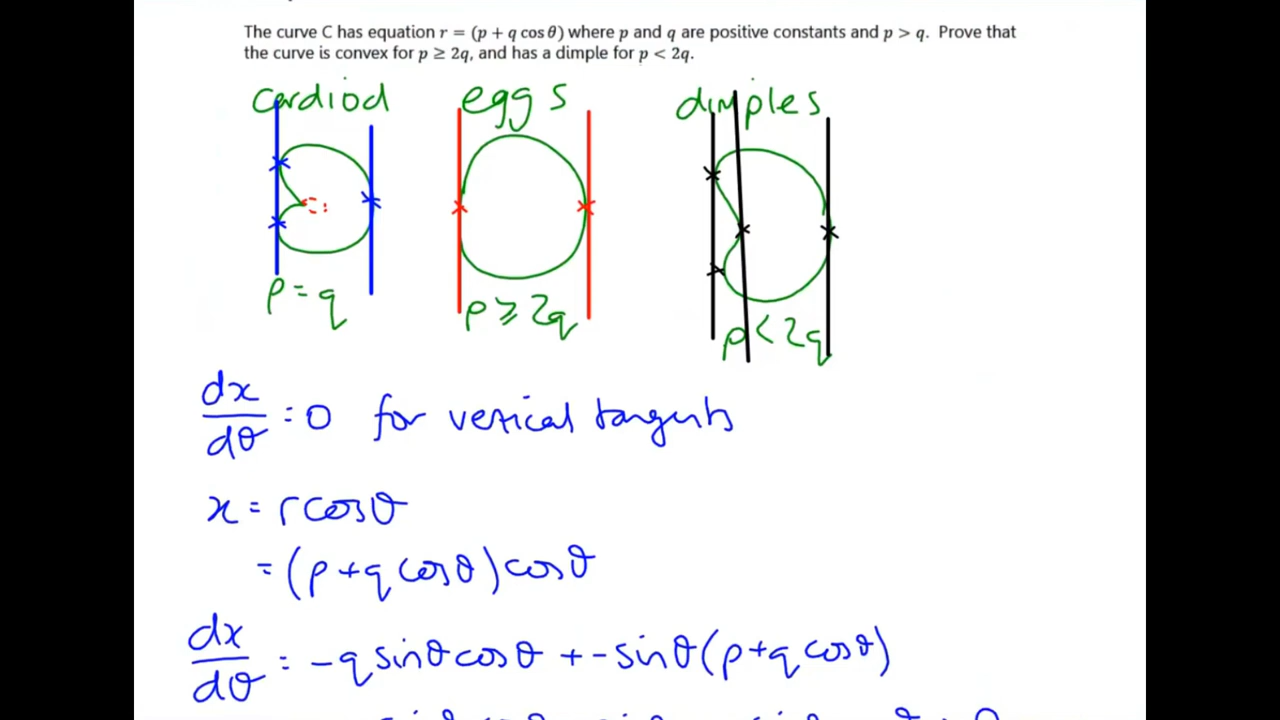 The curve C has equation r = (p + q cos θ) where p and q are positive constants and p > q. Prove that
the curve is convex for p ≥ 2q, and has a dimple for p < 2q.
cardiod eggs dimples
p = q p ≥ 2q p < 2q
dx/dθ = 0 for vertical tangents
x = r cos θ
= (p + q cos θ) cos θ
dx/dθ = - q sin θ cos θ + - sin θ (p + q cos θ)